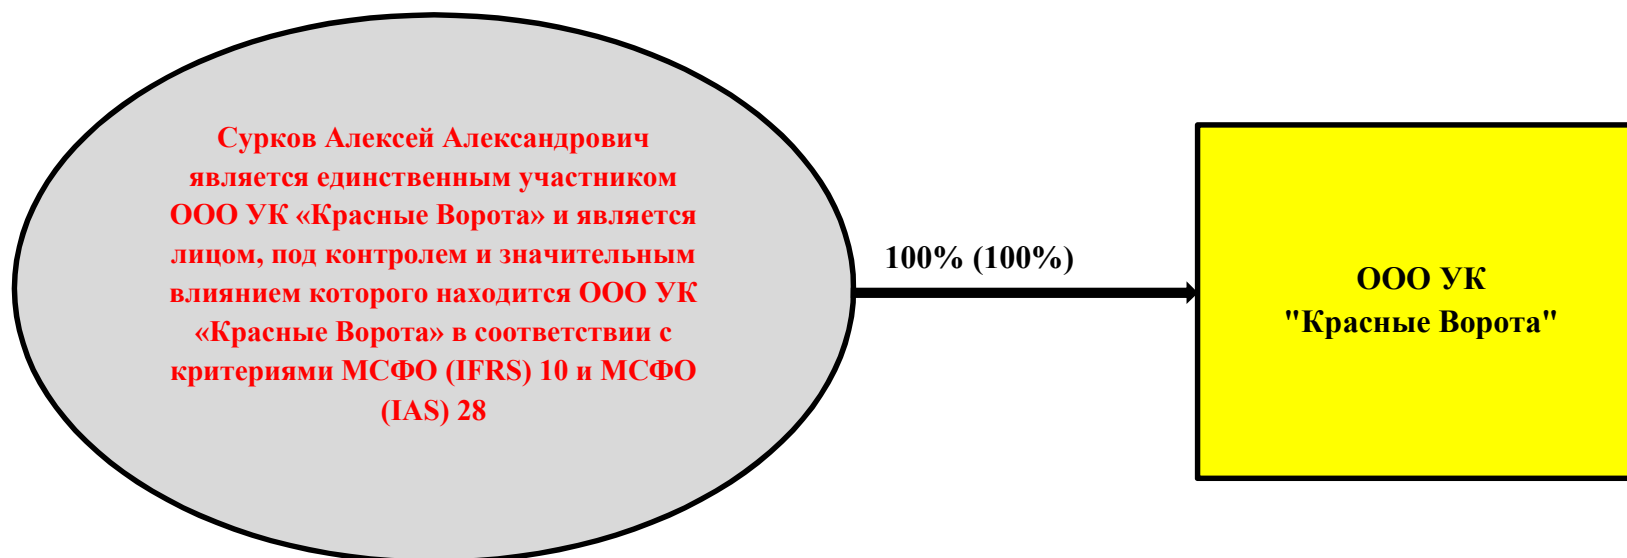 Сурков Алексей Александрович
является единственным участником
ООО УК «Красные Ворота» и является
лицом, под контролем и значительным
влиянием которого находится ООО УК
«Красные Ворота» в соответствии с
критериями МСФО (IFRS) 10 и МСФО
(IAS) 28
100% (100%)
ООО УК
"Красные Ворота"